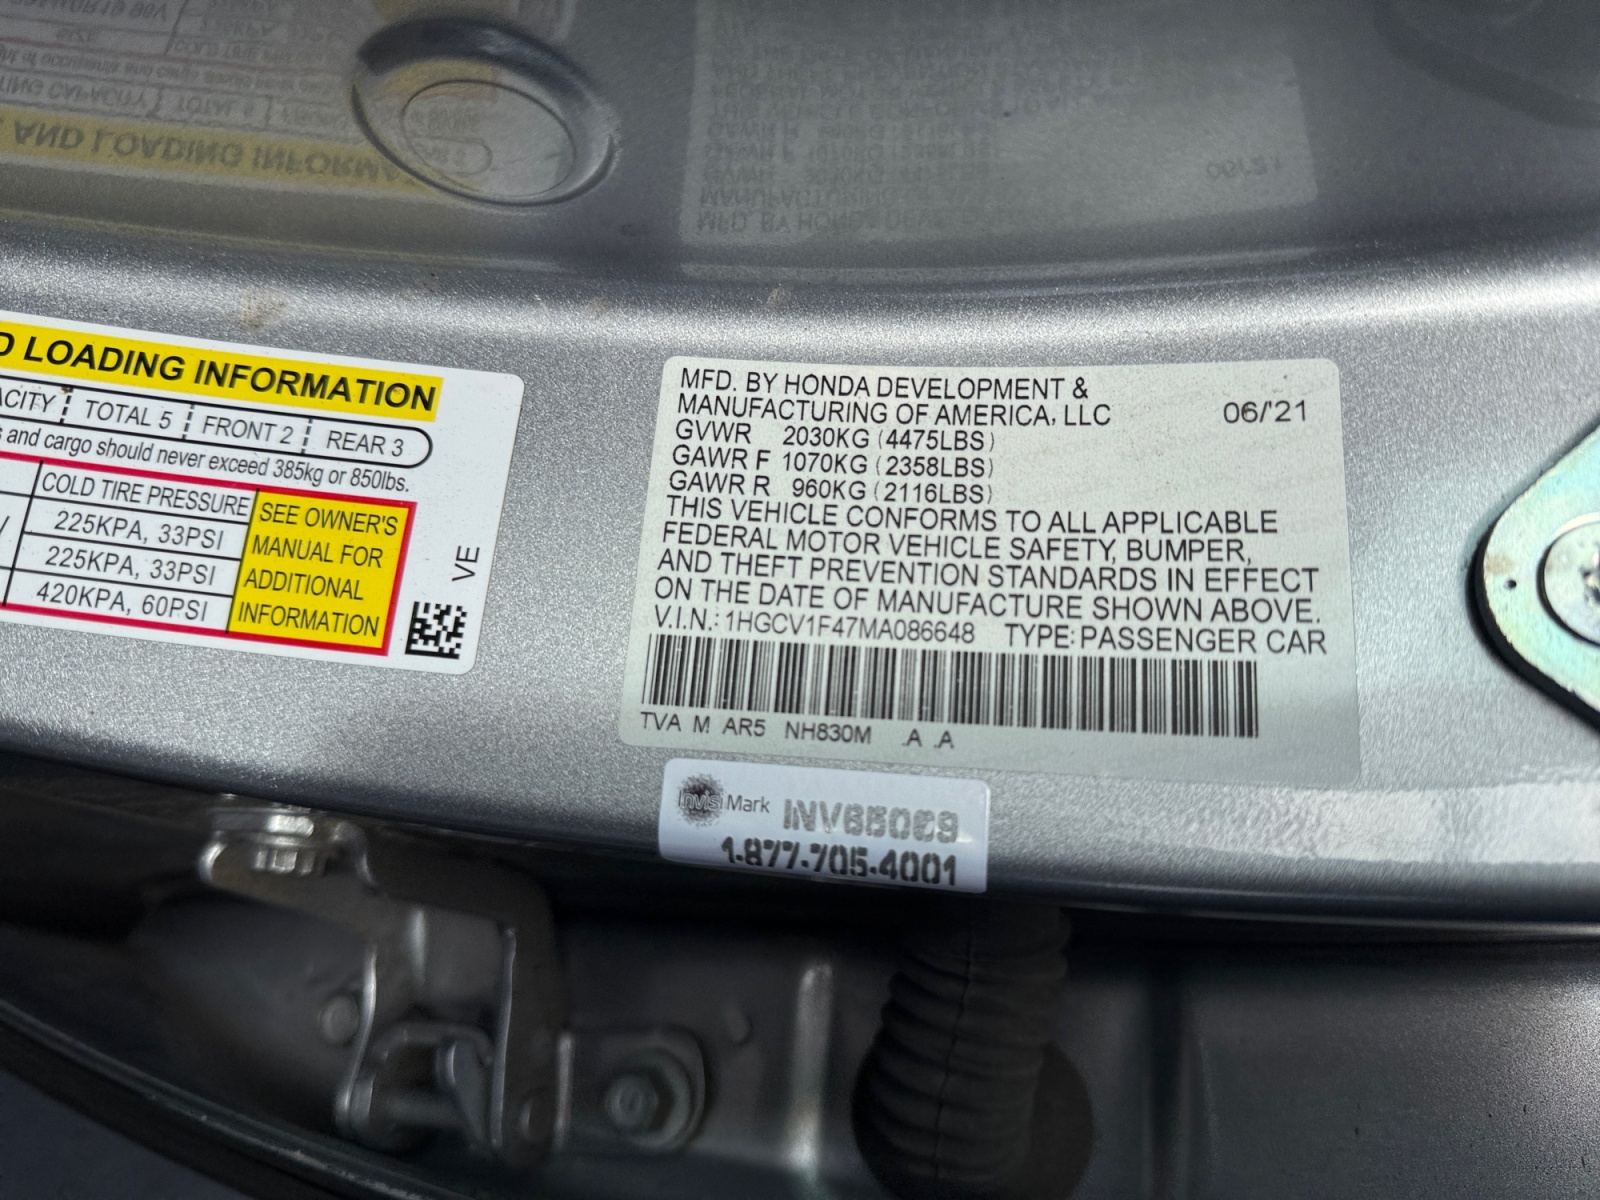 LOADING INFORMATION
TOTAL 5 FRONT 2 REAR 3
and cargo should never exceed 385kg or 850lbs.
COLD TIRE PRESSURE
225KPA, 33PSI
225KPA, 33PSI
420KPA, 60PSI
SEE OWNER'S
MANUAL FOR
ADDITIONAL
INFORMATION
VE
MFD. BY HONDA DEVELOPMENT &
MANUFACTURING OF AMERICA, LLC 06/'21
GVWR 2030KG (4475LBS)
GAWR F 1070KG (2358LBS)
GAWR R 960KG (2116LBS)
THIS VEHICLE CONFORMS TO ALL APPLICABLE
FEDERAL MOTOR VEHICLE SAFETY, BUMPER,
AND THEFT PREVENTION STANDARDS IN EFFECT
ON THE DATE OF MANUFACTURE SHOWN ABOVE.
V.I.N.: 1HGCV1F47MA086648 TYPE: PASSENGER CAR
TVA M AR5 NH830M .A .A
InvisiMark
1-877-705-4001